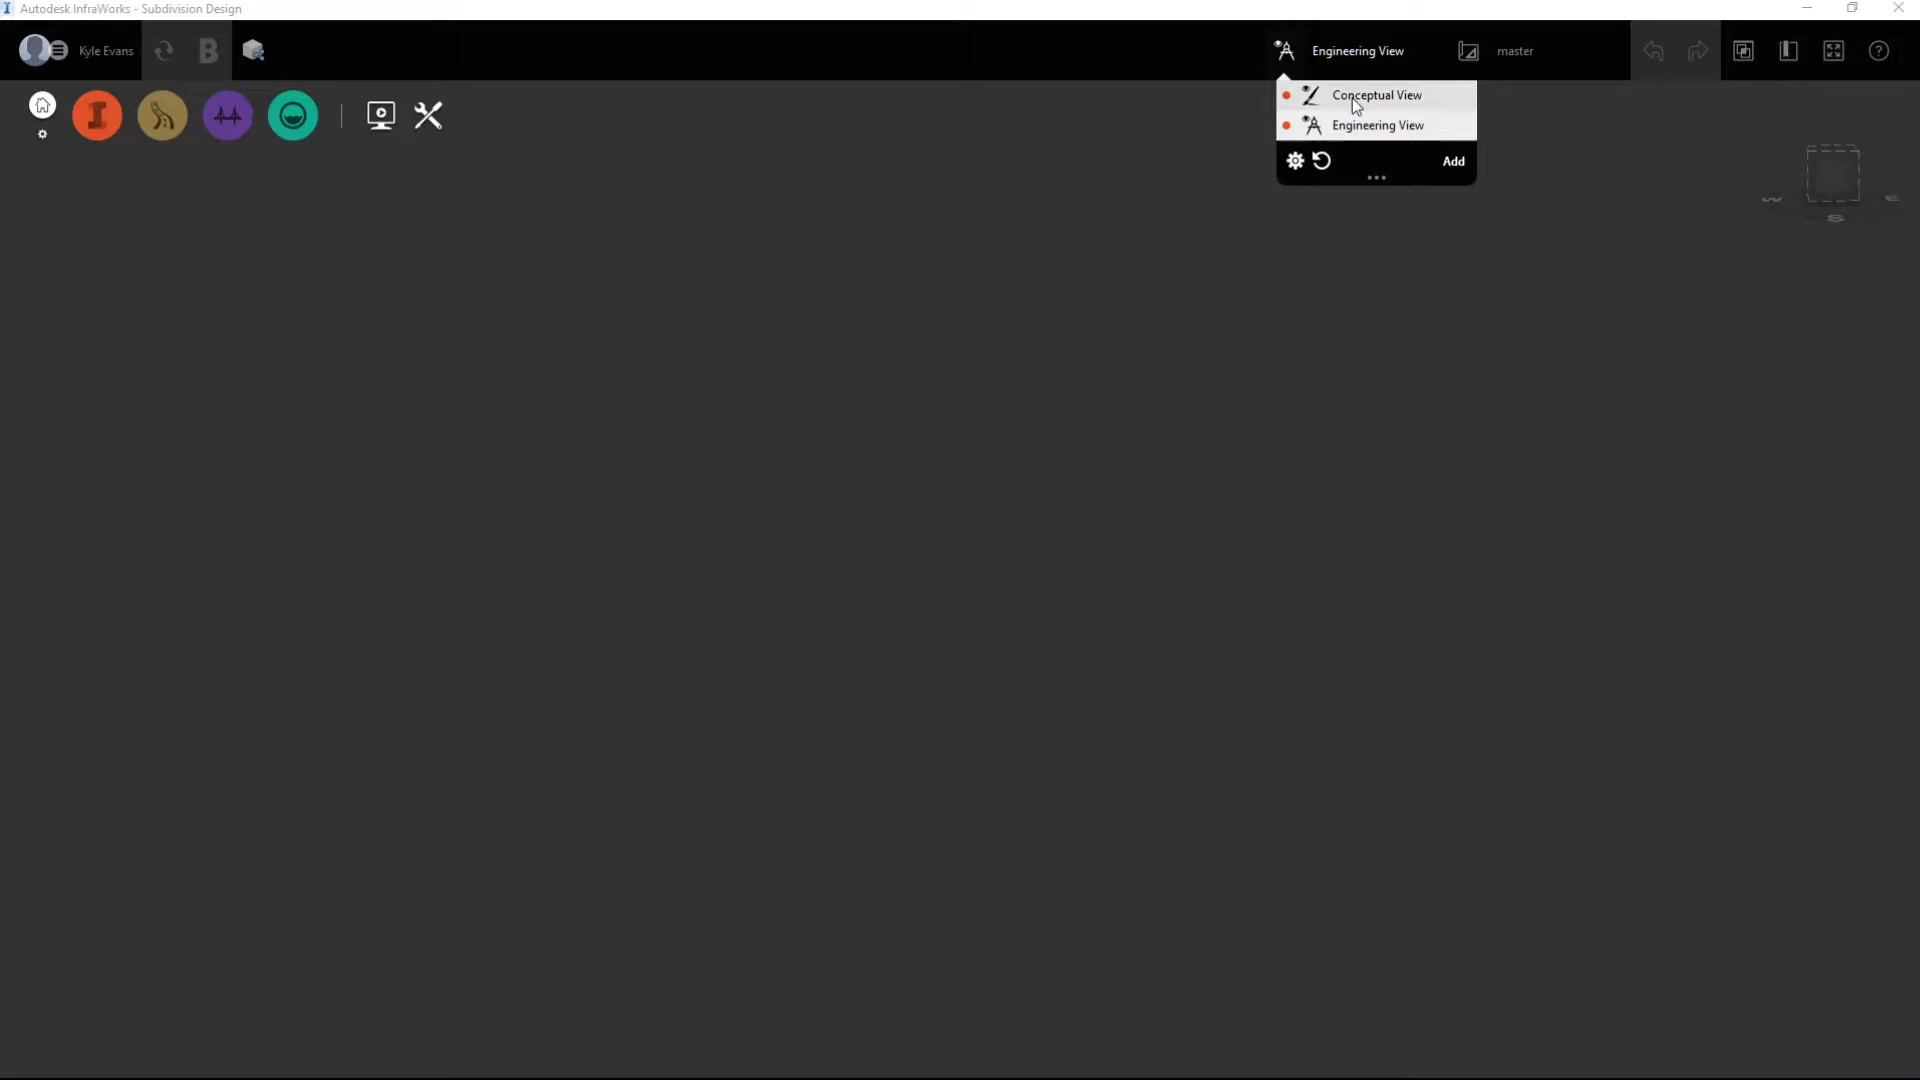 Autodesk InfraWorks - Subdivision Design
Kyle Evans
Engineering View
master
Conceptual View
Engineering View
Add
W
E
S